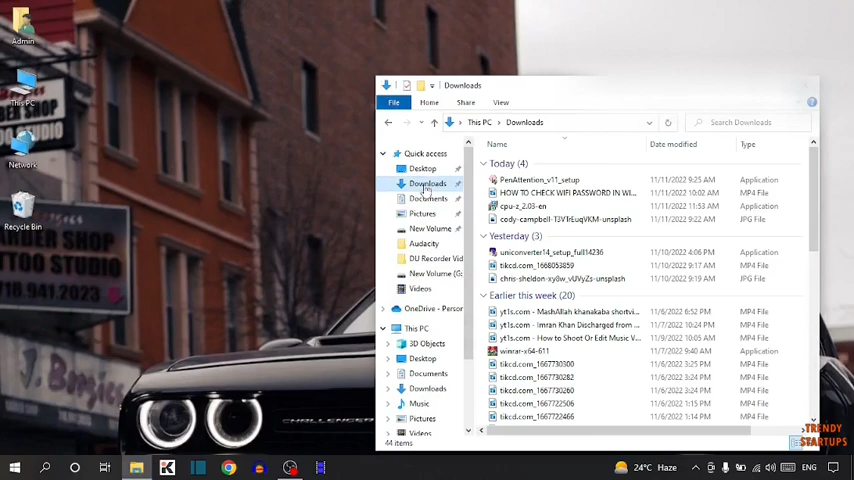 Admin
This PC
Network
Recycle Bin
Downloads
File Home Share View
This PC > Downloads
Search Downloads
Name Date modified Type
Quick access
Desktop
Downloads
Documents
Pictures
New Volume
Audacity
DU Recorder Vid
New Volume (G:
Videos
OneDrive - Person
This PC
3D Objects
Desktop
Documents
Downloads
Music
Pictures
Videos
Today (4)
PenAttention_v11_setup 11/11/2022 9:25 AM Application
HOW TO CHECK WIFI PASSWORD IN WI... 11/11/2022 10:02 AM MP4 File
cpu-z_2.03-en 11/11/2022 11:53 AM Application
cody-campbell-T3VTrEuqVKM-unsplash 11/11/2022 9:22 AM JPG File
Yesterday (3)
uniconverter14_setup_full14236 11/10/2022 4:06 PM Application
tikcd.com_1668053859 11/10/2022 9:17 AM MP4 File
chris-sheldon-xy8w_vUVyZs-unsplash 11/10/2022 9:17 AM JPG File
Earlier this week (20)
yt1s.com - MashAllah khanakaba shortvi... 11/6/2022 6:52 PM MP4 File
yt1s.com - Imran Khan Discharged from ... 11/7/2022 10:24 PM MP4 File
yt1s.com - How to Shoot Or Edit Music V... 11/9/2022 10:05 AM MP4 File
winrar-x64-611 11/7/2022 9:40 AM Application
tikcd.com_1667730300 11/6/2022 3:25 PM MP4 File
tikcd.com_1667730282 11/6/2022 3:24 PM MP4 File
tikcd.com_1667730260 11/6/2022 3:24 PM MP4 File
tikcd.com_1667722506 11/6/2022 1:15 PM MP4 File
tikcd.com_1667722466 11/6/2022 1:14 PM MP4 File
44 items
BARBER SHOP
TATTOO STUDIO
718.941.2023
CHALLENGER
TRENDY
STARTUPS
24°C Haze
ENG